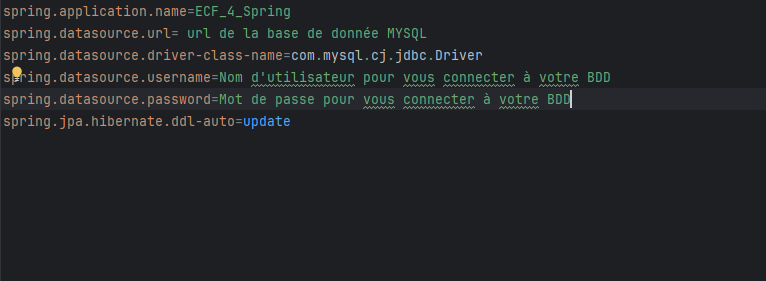 spring.application.name=ECF_4_Spring
spring.datasource.url= url de la base de donnée MYSQL
spring.datasource.driver-class-name=com.mysql.cj.jdbc.Driver
spring.datasource.username=Nom d'utilisateur pour vous connecter à votre BDD
spring.datasource.password=Mot de passe pour vous connecter à votre BDD
spring.jpa.hibernate.ddl-auto=update